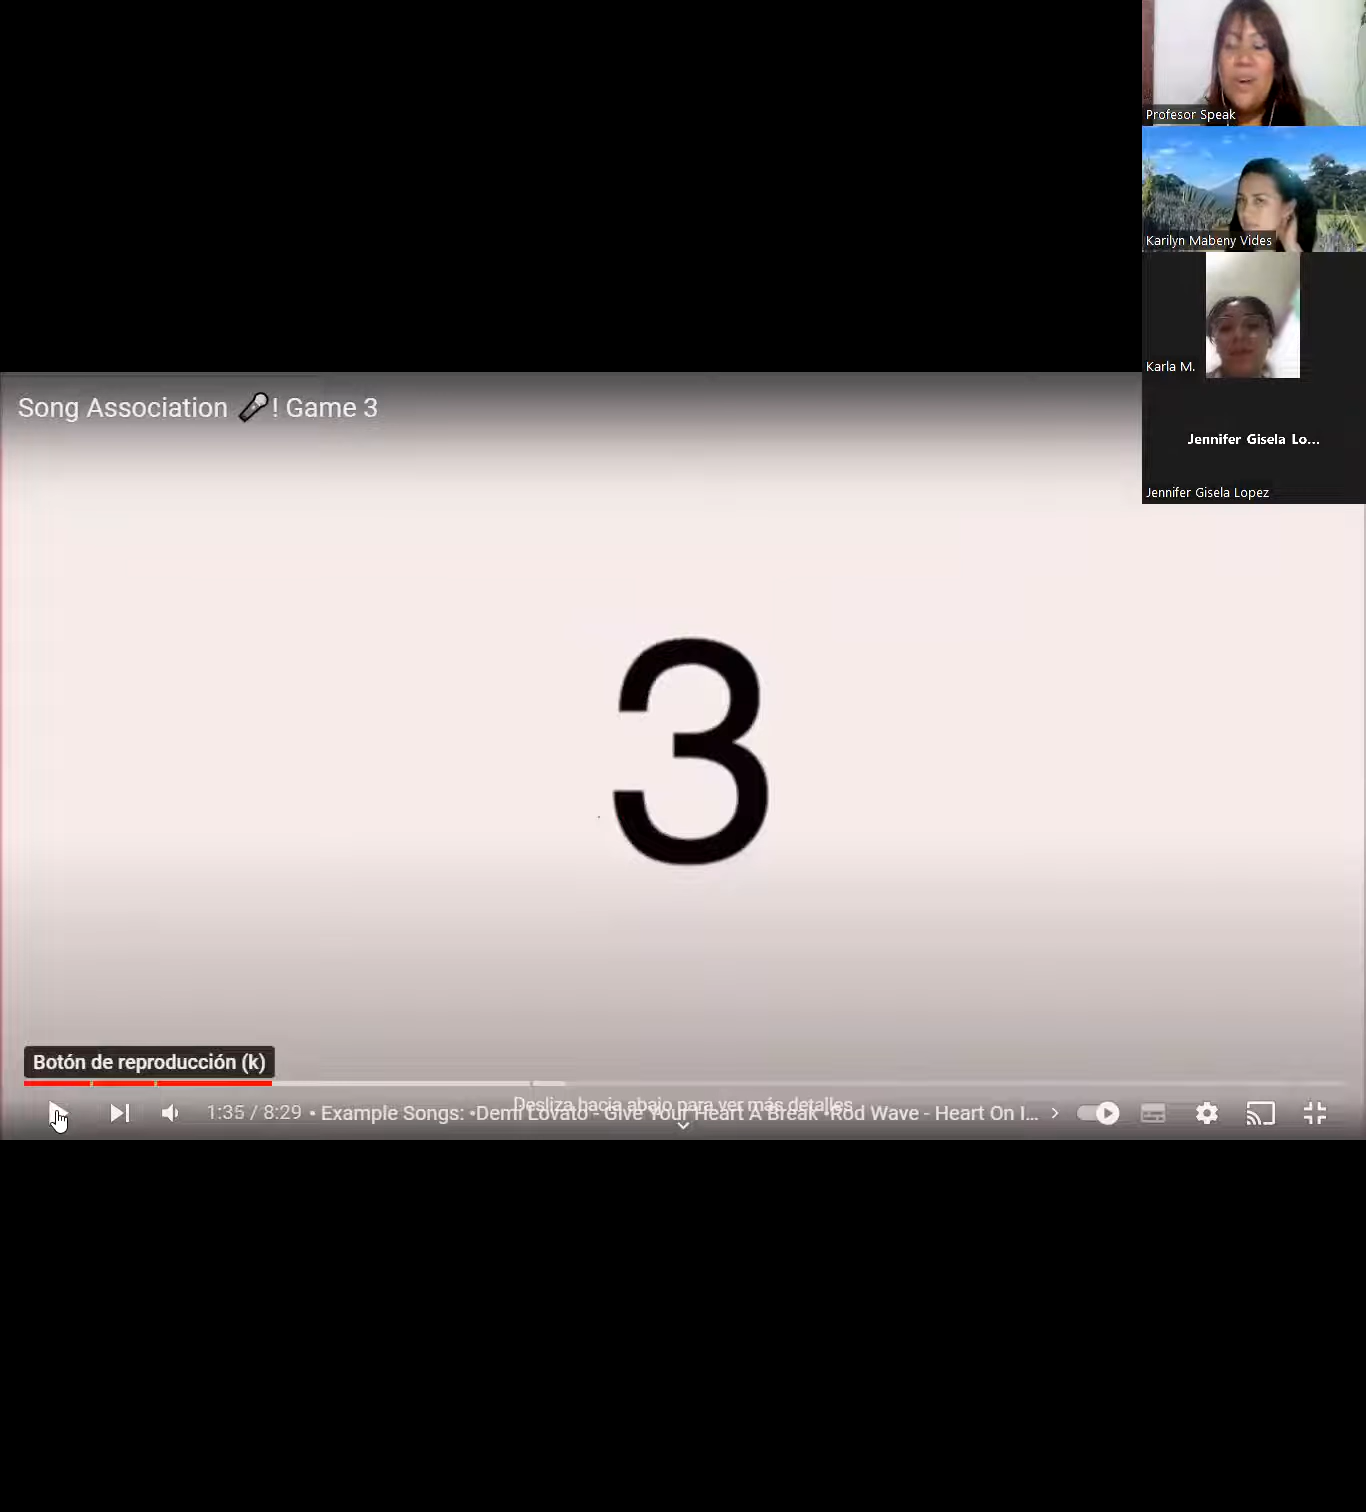 Profesor Speak
Karilyn Mabeny Vides
Karla M.
Jennifer Gisela Lo...
Jennifer Gisela Lopez
Song Association 🎤! Game 3
3
Botón de reproducción (k)
1:35 / 8:29 • Example Songs: •Demi Lovato - Give Your Heart A Break •Rod Wave - Heart On I...
Desliza hacia abajo para ver más detalles